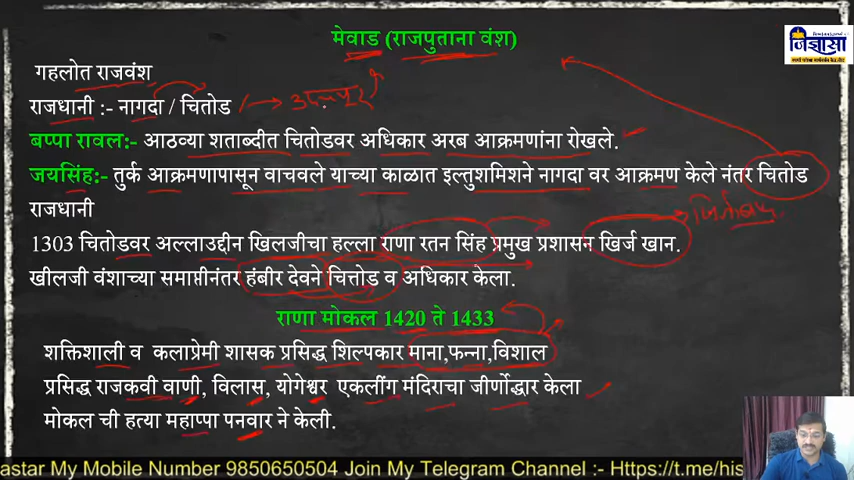 मेवाड (राजपुताना वंश)
जिज्ञासा
गहलोत राजवंश
राजधानी :- नागदा / चितोड / → उदयपूर
बप्पा रावल:- आठव्या शताब्दीत चितोडवर अधिकार अरब आक्रमणांना रोखले.
जयसिंह:- तुर्क आक्रमणापासून वाचवले याच्या काळात इल्तुशमिशने नागदा वर आक्रमण केले नंतर चितोड
राजधानी
1303 चितोडवर अल्लाउद्दीन खिलजीचा हल्ला राणा रतन सिंह प्रमुख प्रशासन खिर्ज खान.
खीलजी वंशाच्या समाप्तीनंतर हंबीर देवने चित्तोड व अधिकार केला.
राणा मोकल 1420 ते 1433
शक्तिशाली व कलाप्रेमी शासक प्रसिद्ध शिल्पकार माना,फन्ना,विशाल
प्रसिद्ध राजकवी वाणी, विलास, योगेश्वर एकलींग मंदिराचा जीर्णोद्धार केला
मोकल ची हत्या महाप्पा पनवार ने केली.
astar My Mobile Number 9850650504 Join My Telegram Channel :- Https://t.me/his